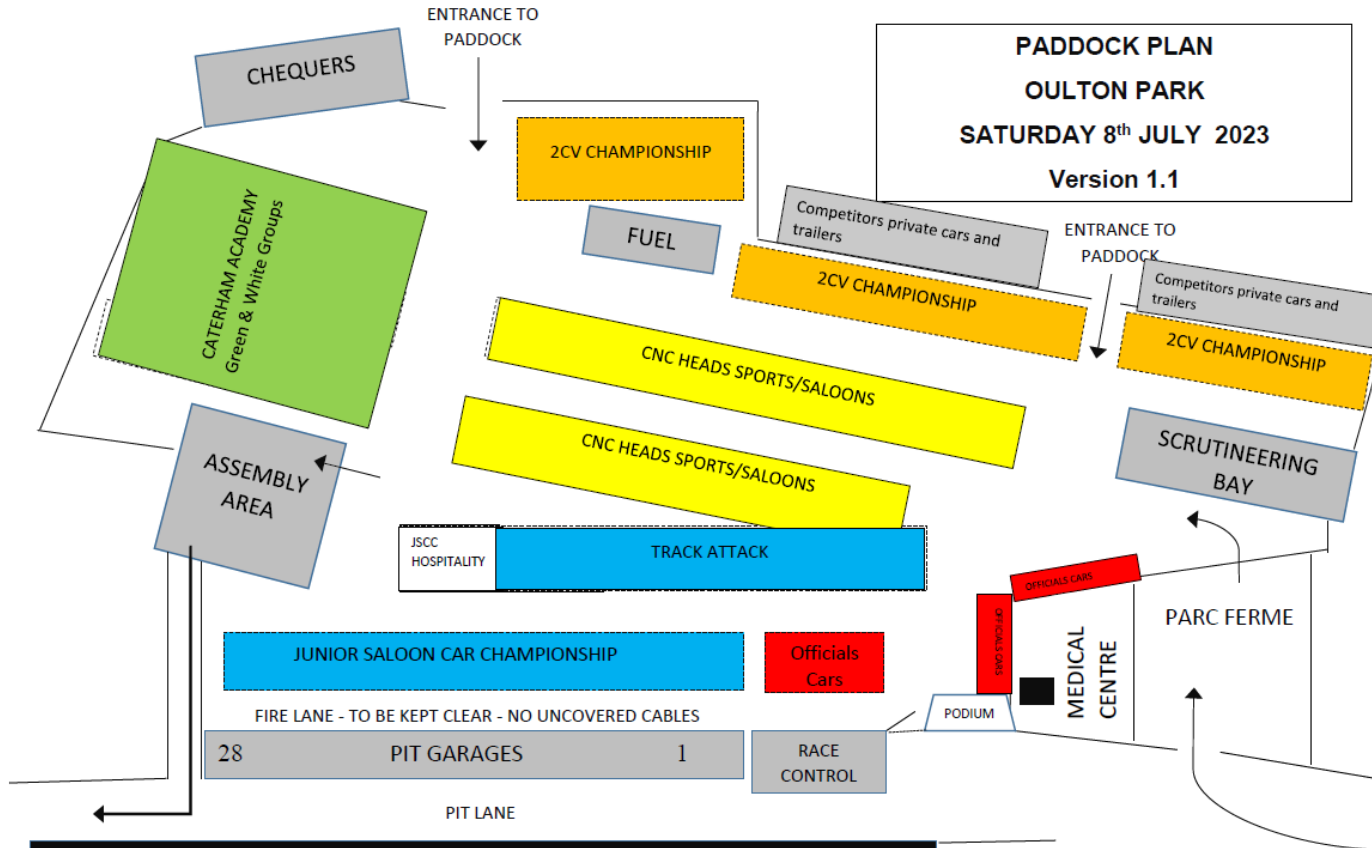 ENTRANCE TO
PADDOCK
PADDOCK PLAN
OULTON PARK
SATURDAY 8th JULY 2023
Version 1.1
CHEQUERS
2CV CHAMPIONSHIP
CATERHAM ACADEMY
Green & White Groups
FUEL
Competitors private cars and
trailers
ENTRANCE TO
PADDOCK
2CV CHAMPIONSHIP
Competitors private cars and
trailers
2CV CHAMPIONSHIP
CNC HEADS SPORTS/SALOONS
CNC HEADS SPORTS/SALOONS
SCRUTINEERING
BAY
ASSEMBLY
AREA
JSCC
HOSPITALITY
TRACK ATTACK
OFFICIALS CARS
OFFICIALS CARS
PARC FERME
MEDICAL
CENTRE
JUNIOR SALOON CAR CHAMPIONSHIP
Officials
Cars
PODIUM
FIRE LANE - TO BE KEPT CLEAR - NO UNCOVERED CABLES
28 PIT GARAGES 1
RACE
CONTROL
PIT LANE